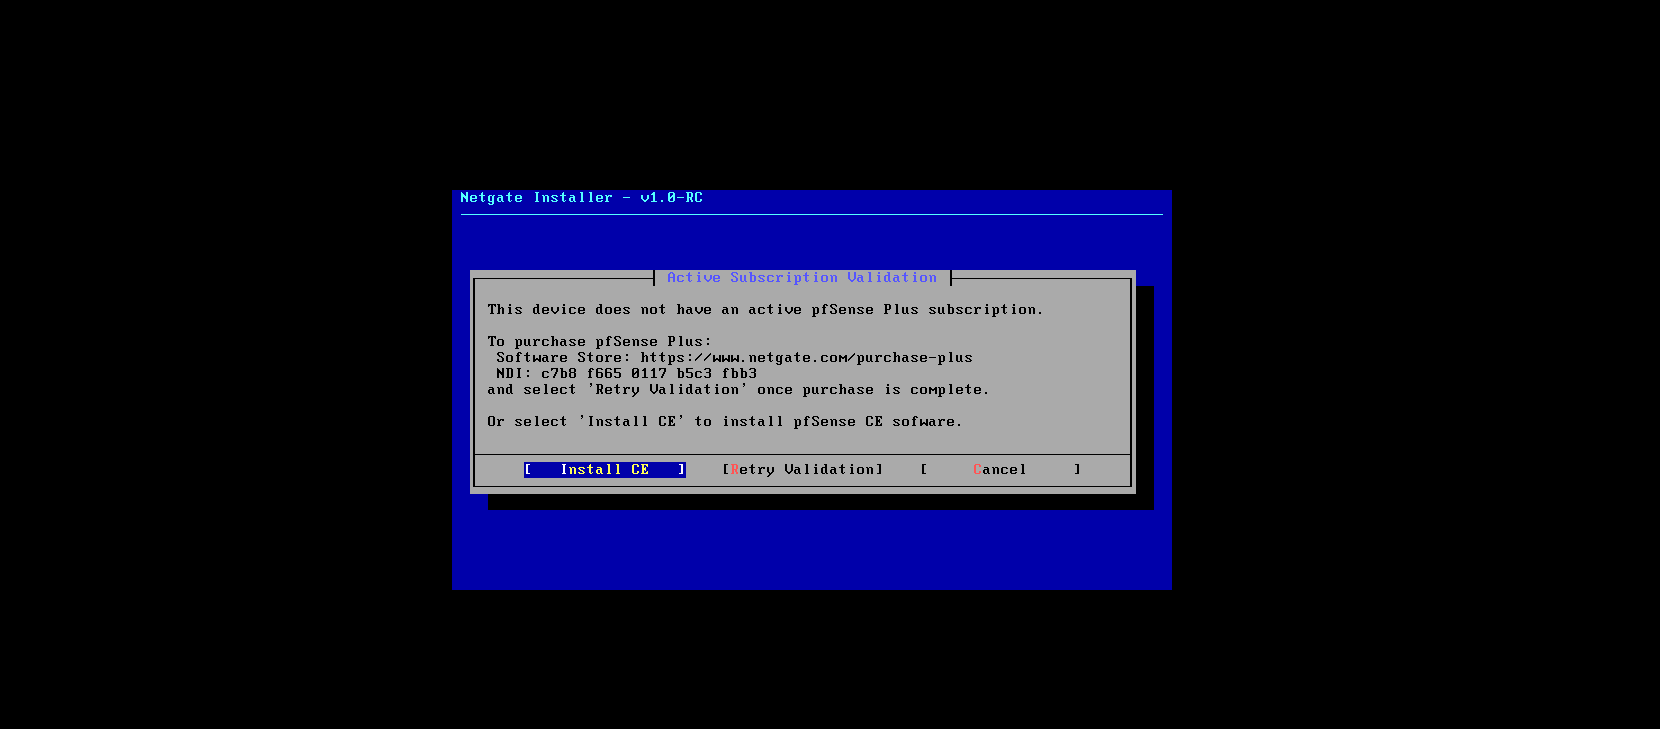 Netgate Installer - v1.0-RC
Active Subscription Validation
This device does not have an active pfSense Plus subscription.
To purchase pfSense Plus:
Software Store: https://www.netgate.com/purchase-plus
NDI: c7b8 f665 0117 b5c3 fbb3
and select 'Retry Validation' once purchase is complete.
Or select 'Install CE' to install pfSense CE sofware.
[ Install CE ] [Retry Validation] [ Cancel ]